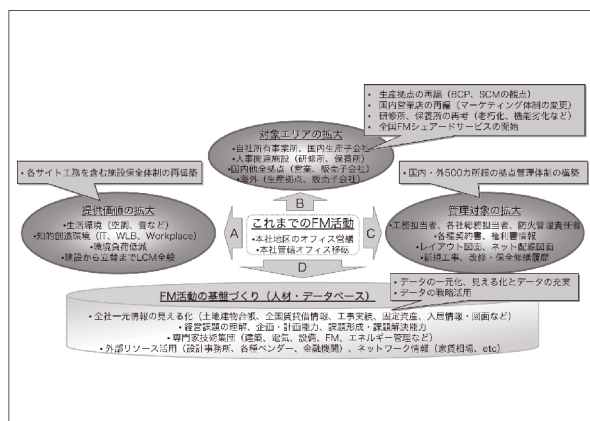 • 生産拠点の再編（BCP、SCMの観点）
• 国内営業店の再編（マーケティング体制の変更）
• 研修所、保養所の再考（老朽化、機能劣化など）
• 全国FMシェアードサービスの開始
対象エリアの拡大
•自社所有事業所、国内生産子会社
•人事関連施設（研修所、保養所）
•国内他全拠点（営業、販売子会社）
•海外（生産拠点、販売子会社）
• 各サイト工務を含む施設保全体制の再構築
• 国内・外500カ所超の拠点管理体制の構築
提供価値の拡大
•生活環境（空調、音など）
•知的創造環境（IT、WLB、Workplace）
•環境負荷低減
•建設から立替までLCM全般
B
A
これまでのFM活動
•本社地区のオフィス営繕
•本社管轄オフィス移転
C
D
管理対象の拡大
•工務担当者、各社総務担当者、防火管理責任者
•各種契約書、権利書情報
•レイアウト図面、ネット配線図面
•新規工事、改修・保全修繕履歴
• データの一元化、見える化とデータの充実
• データの戦略活用
FM活動の基盤づくり（人材・データベース）
•全社一元情報の見える化（土地建物台帳、全国賃貸借情報、工事実績、固定資産、入居情報・図面など）
•経営課題の理解、企画・計画能力、課題形成・課題解決能力
•専門家技術集団（建築、電気、設備、FM、エネルギー管理など）
•外部リソース活用（設計事務所、各種ベンダー、金融機関）、ネットワーク情報（家賃相場、etc）